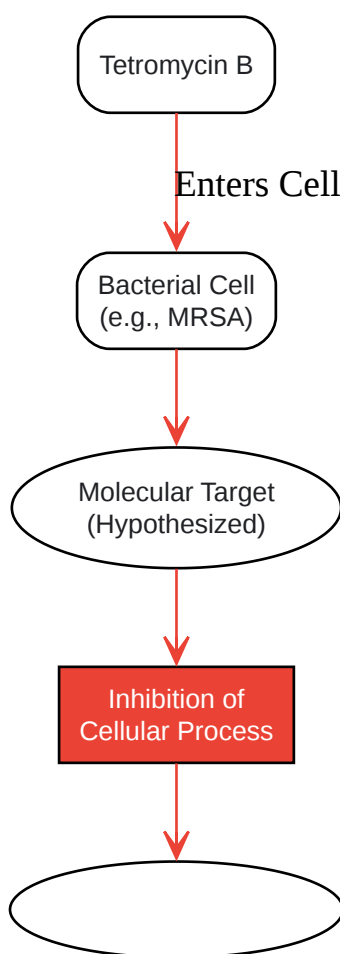 Tetromycin B
Enters Cell
Bacterial Cell
(e.g., MRSA)
Molecular Target
(Hypothesized)
Inhibition of
Cellular Process